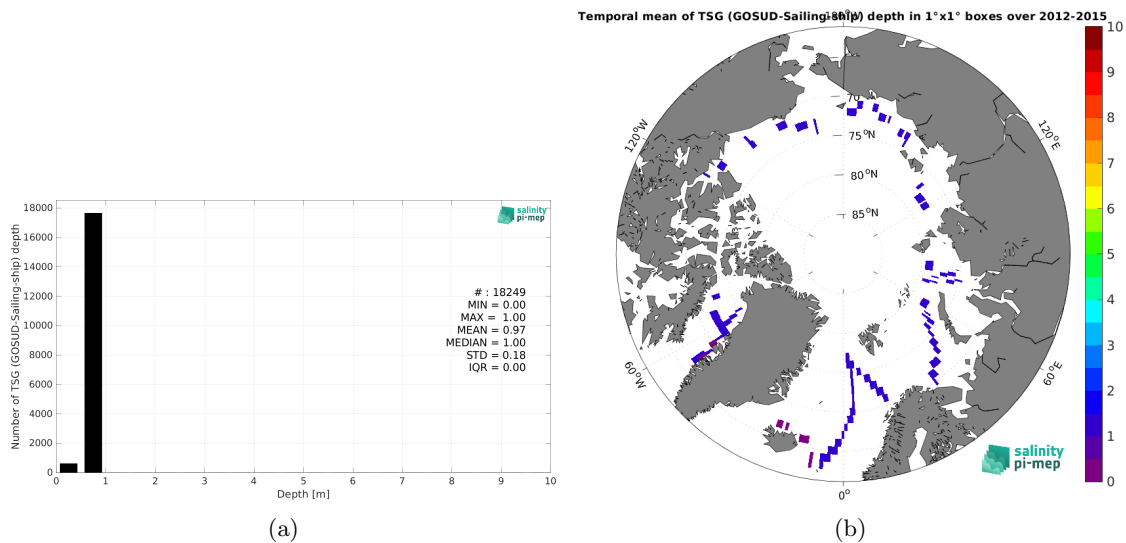 Number of TSG (GOSUD-Sailing-ship) depth
18000
16000
14000
12000
10000
8000
6000
4000
2000
0
0 1 2 3 4 5 6 7 8 9 10
Depth [m]
salinity
pi-mep
# : 18249
MIN = 0.00
MAX = 1.00
MEAN = 0.97
MEDIAN = 1.00
STD = 0.18
IQR = 0.00
(a)
Temporal mean of TSG (GOSUD-Sailing-ship) depth in 1°x1° boxes over 2012-2015
120°W
120°E
60°W
60°E
0°
75°N
80°N
85°N
10
9
8
7
6
5
4
3
2
1
0
salinity
pi-mep
(b)